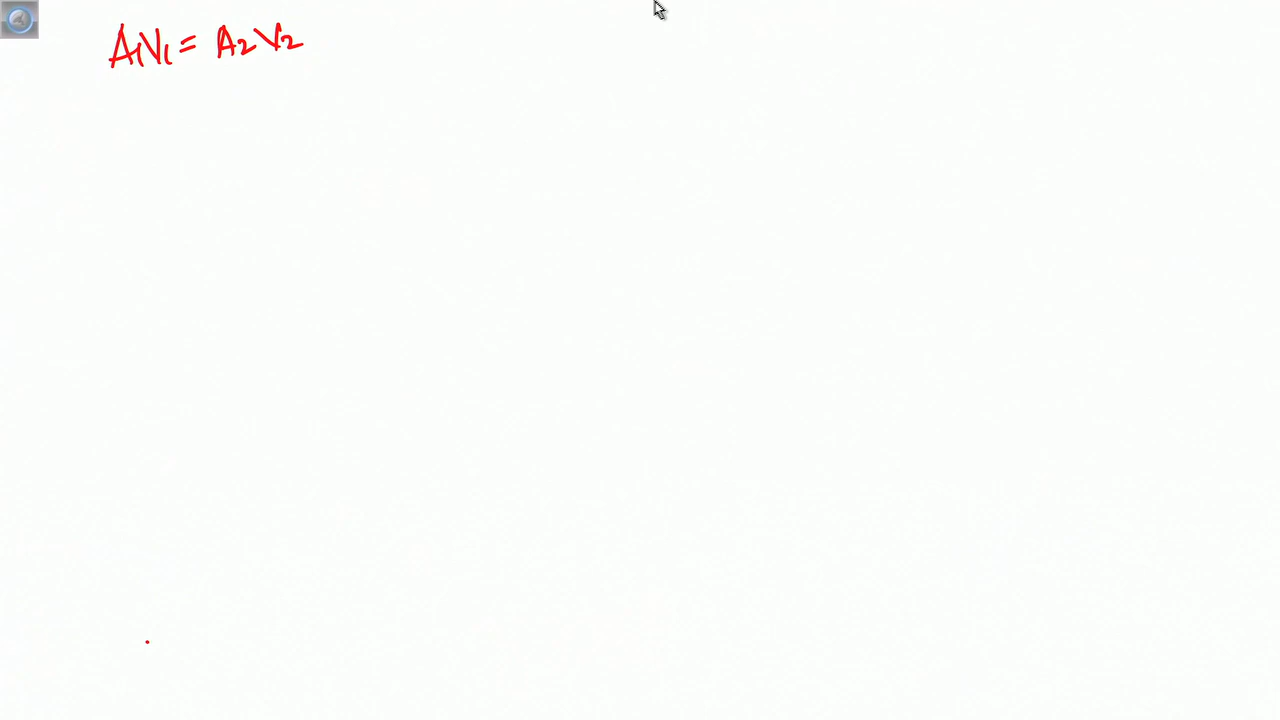 A₁V₁ = A₂V₂